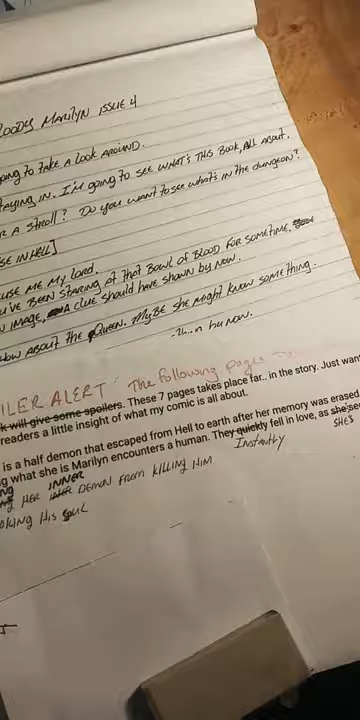 MARILYN ISSUE 4
going to TAKE A LOOK AROUND.
STAYING IN. I'M going to SEE WHAT'S THIS BOOK, ALL ABOUT.
R A STROLL? DO YOU WANT TO SEE WHAT'S IN THE DUNGEON?
SE IN HELL]
USE ME MY LORD.
U'VE BEEN STARING AT THAT BOWL OF BLOOD FOR SOMETIME.
N IMAGE, A CLUE SHOULD HAVE SHOWN BY NOW.
HOW ABOUT THE QUEEN. MAYBE SHE MIGHT KNOW SOMETHING.
n by now.
ILER ALERT! The following pages
k will give some spoilers. These 7 pages takes place far.. in the story. Just want
readers a little insight of what my comic is all about.
is a half demon that escaped from Hell to earth after her memory was erased
g what she is Marilyn encounters a human. They quickly fell in love, as she's
Instantly SHE'S
INNER
HER DEMON FROM KILLING HIM
OKING HIS SOUL